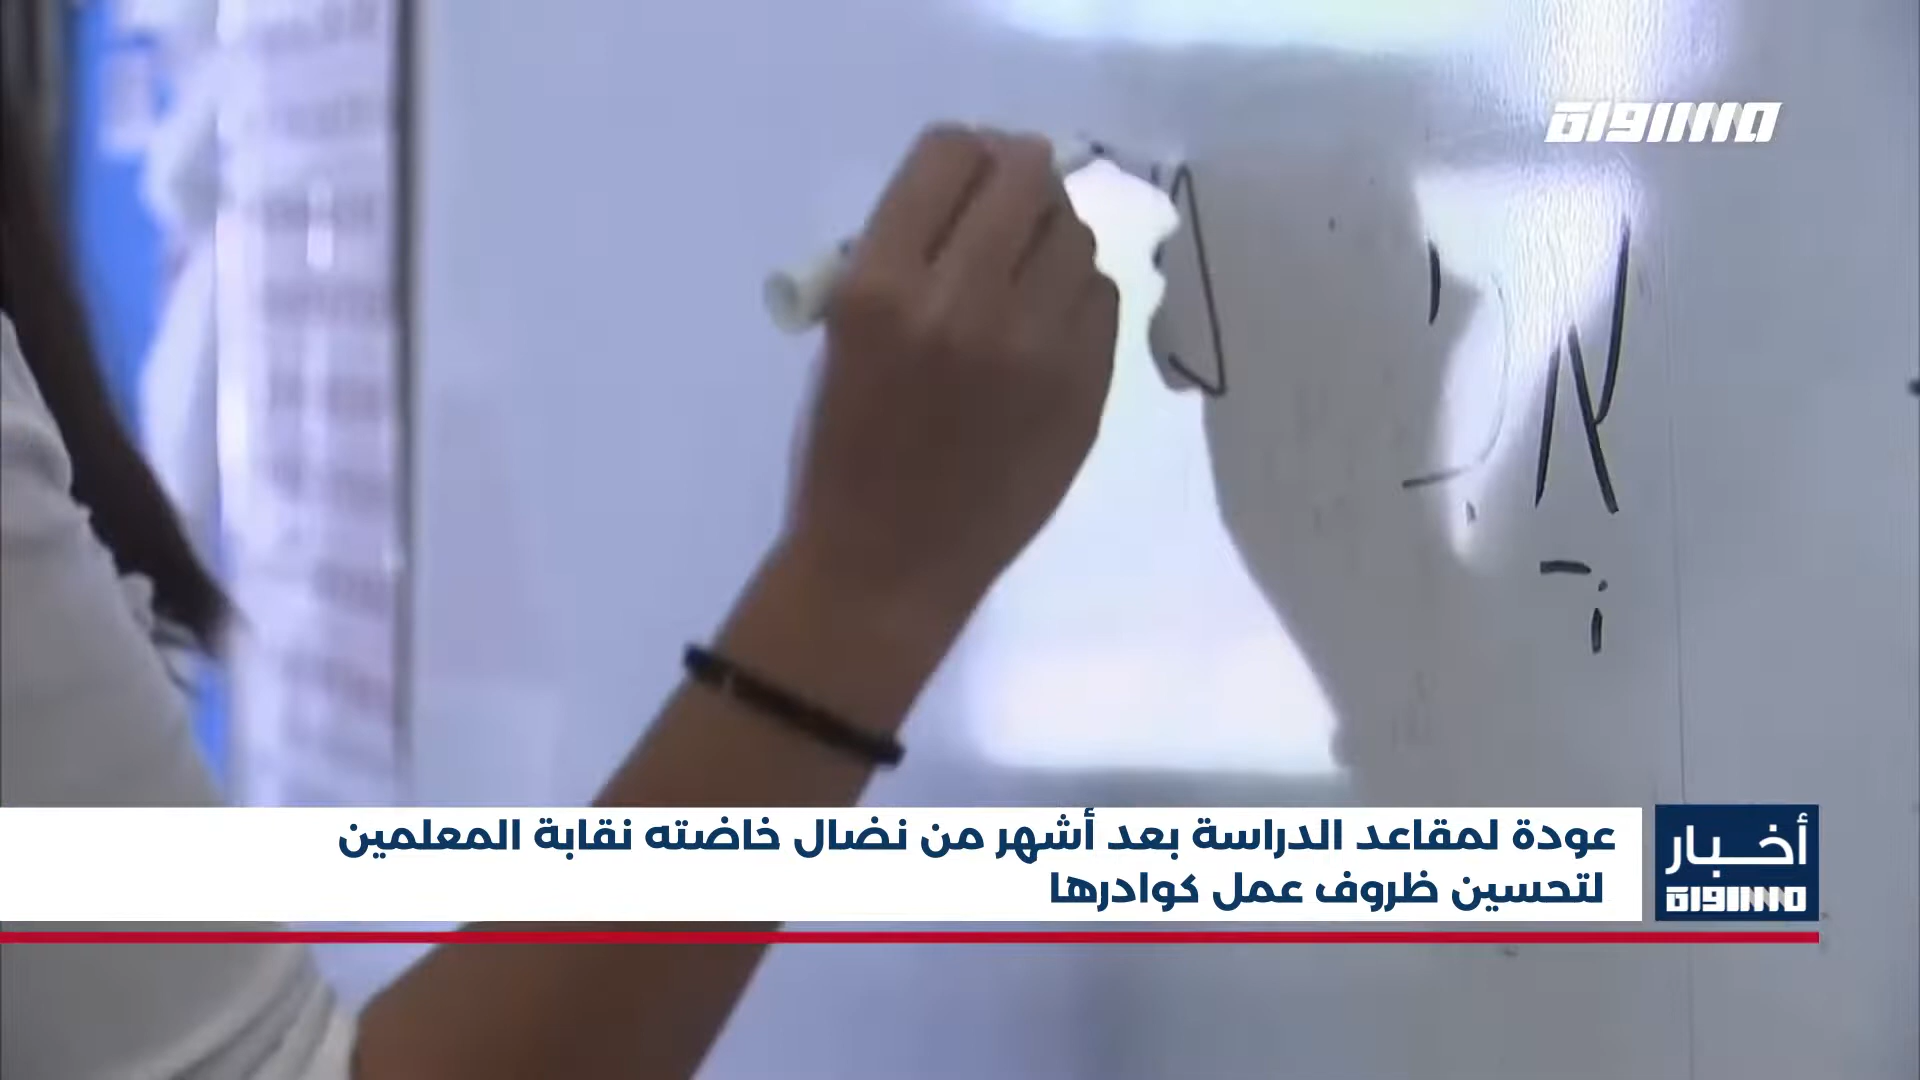 مساواة
عودة لمقاعد الدراسة بعد أشهر من نضال خاضته نقابة المعلمين
لتحسين ظروف عمل كوادرها
أخبار
مساواة